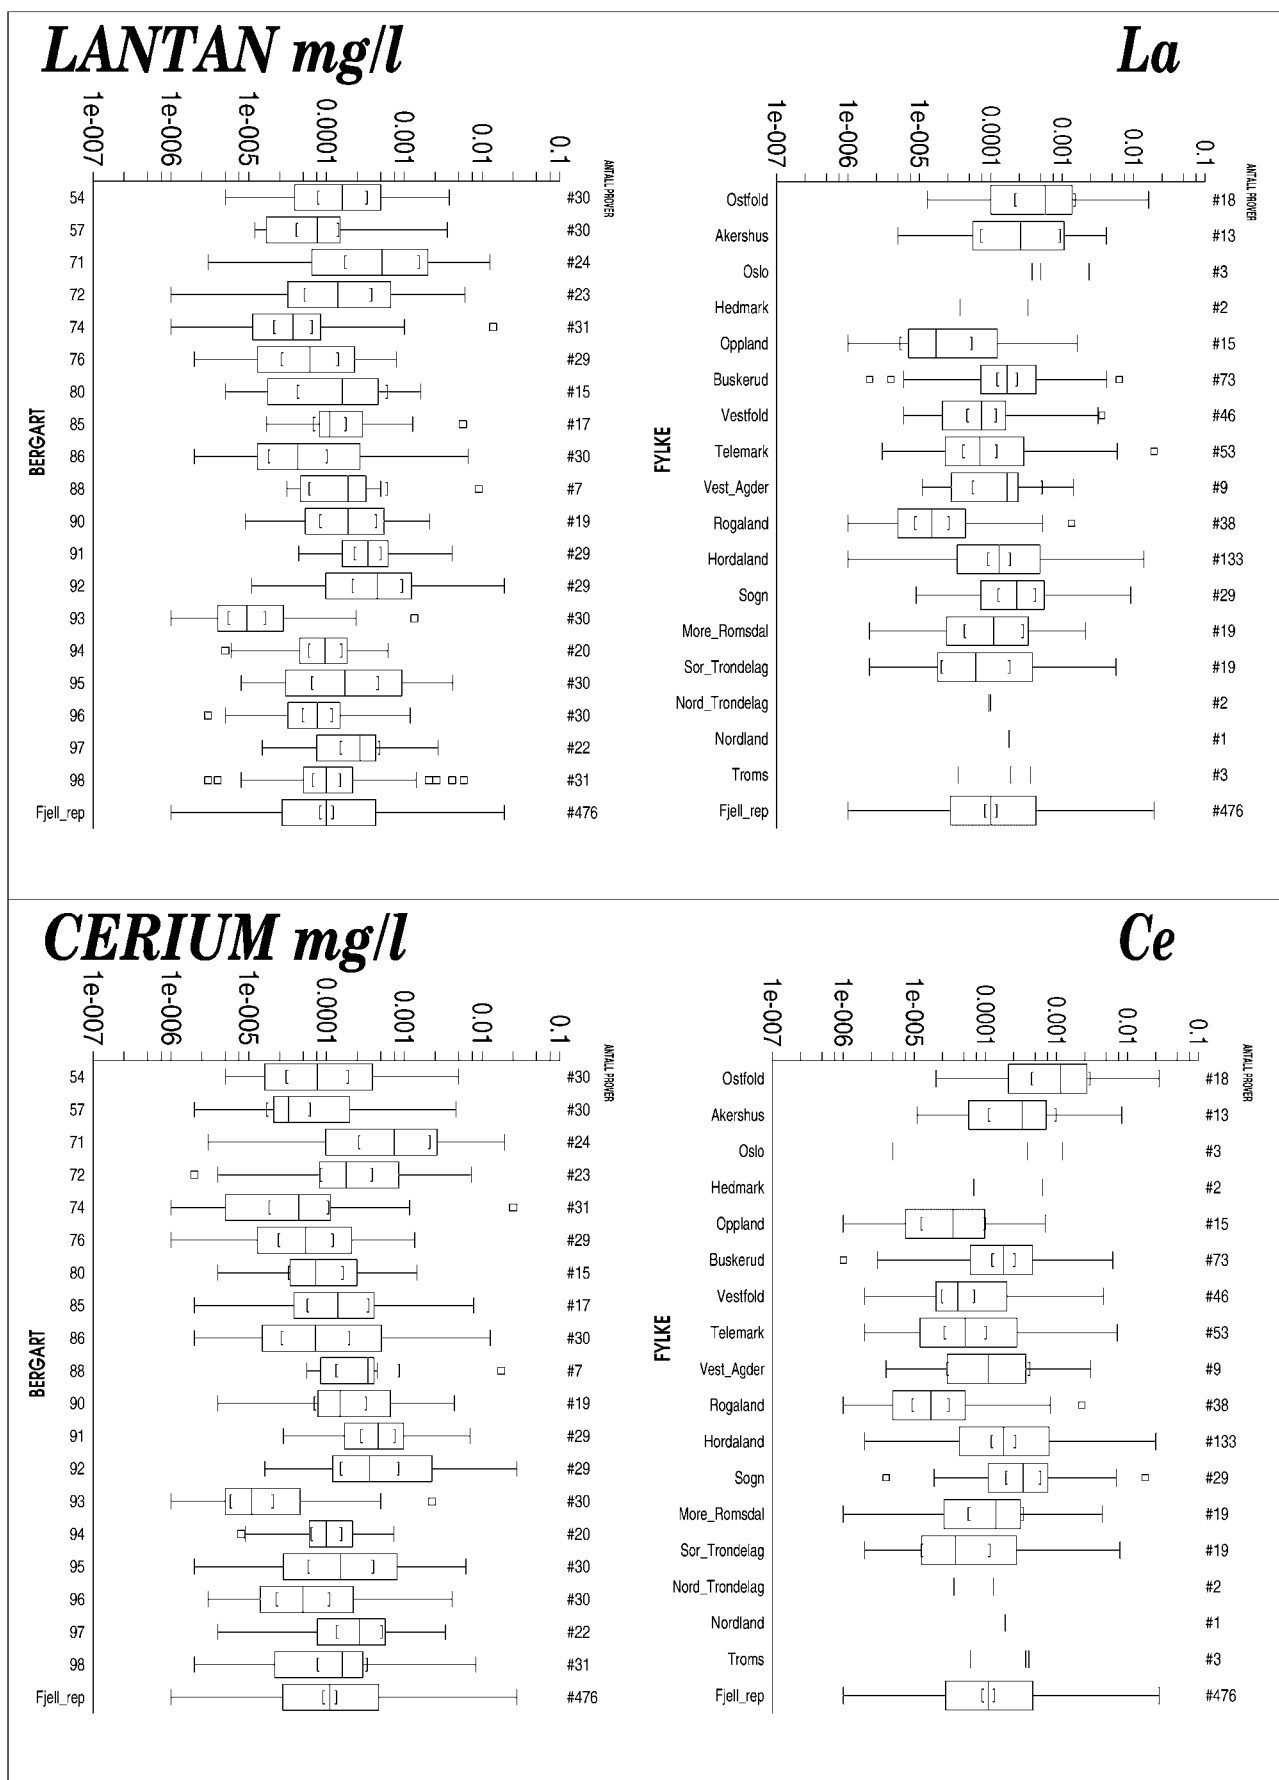 LANTAN mg/l
La
1e-007
1e-006
1e-005
0.0001
0.001
0.01
0.1
ANTALL PROVER
BERGART
54 #30
57 #30
71 #24
72 #23
74 #31
76 #29
80 #15
85 #17
86 #30
88 #7
90 #19
91 #29
92 #29
93 #30
94 #20
95 #30
96 #30
97 #22
98 #31
Fjell_rep #476
1e-007
1e-006
1e-005
0.0001
0.001
0.01
0.1
ANTALL PROVER
FYLKE
Ostfold #18
Akershus #13
Oslo #3
Hedmark #2
Oppland #15
Buskerud #73
Vestfold #46
Telemark #53
Vest_Agder #9
Rogaland #38
Hordaland #133
Sogn #29
More_Romsdal #19
Sor_Trondelag #19
Nord_Trondelag #2
Nordland #1
Troms #3
Fjell_rep #476
CERIUM mg/l
Ce
1e-007
1e-006
1e-005
0.0001
0.001
0.01
0.1
ANTALL PROVER
BERGART
54 #30
57 #30
71 #24
72 #23
74 #31
76 #29
80 #15
85 #17
86 #30
88 #7
90 #19
91 #29
92 #29
93 #30
94 #20
95 #30
96 #30
97 #22
98 #31
Fjell_rep #476
1e-007
1e-006
1e-005
0.0001
0.001
0.01
0.1
ANTALL PROVER
FYLKE
Ostfold #18
Akershus #13
Oslo #3
Hedmark #2
Oppland #15
Buskerud #73
Vestfold #46
Telemark #53
Vest_Agder #9
Rogaland #38
Hordaland #133
Sogn #29
More_Romsdal #19
Sor_Trondelag #19
Nord_Trondelag #2
Nordland #1
Troms #3
Fjell_rep #476